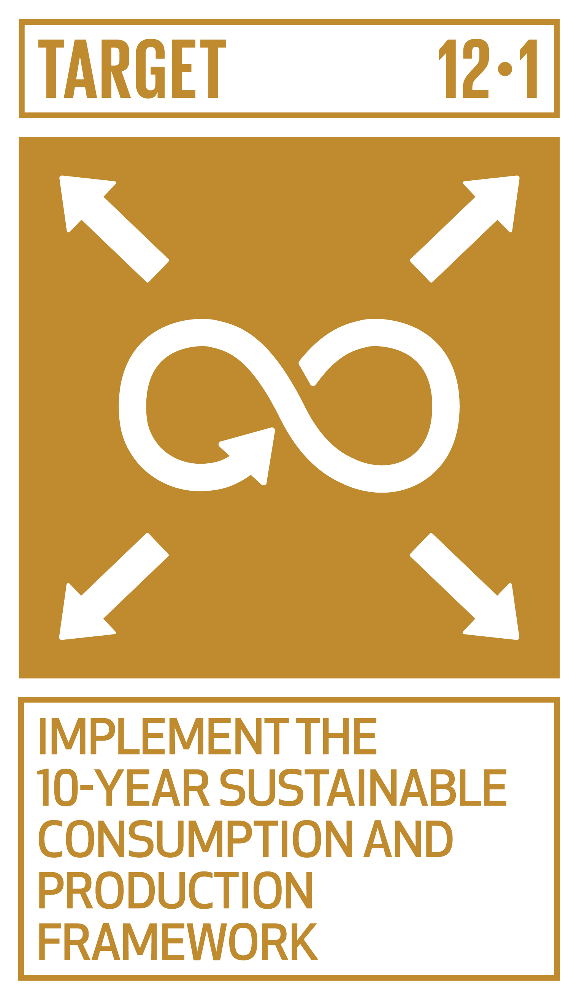 TARGET 12•1
IMPLEMENT THE
10-YEAR SUSTAINABLE
CONSUMPTION AND
PRODUCTION
FRAMEWORK